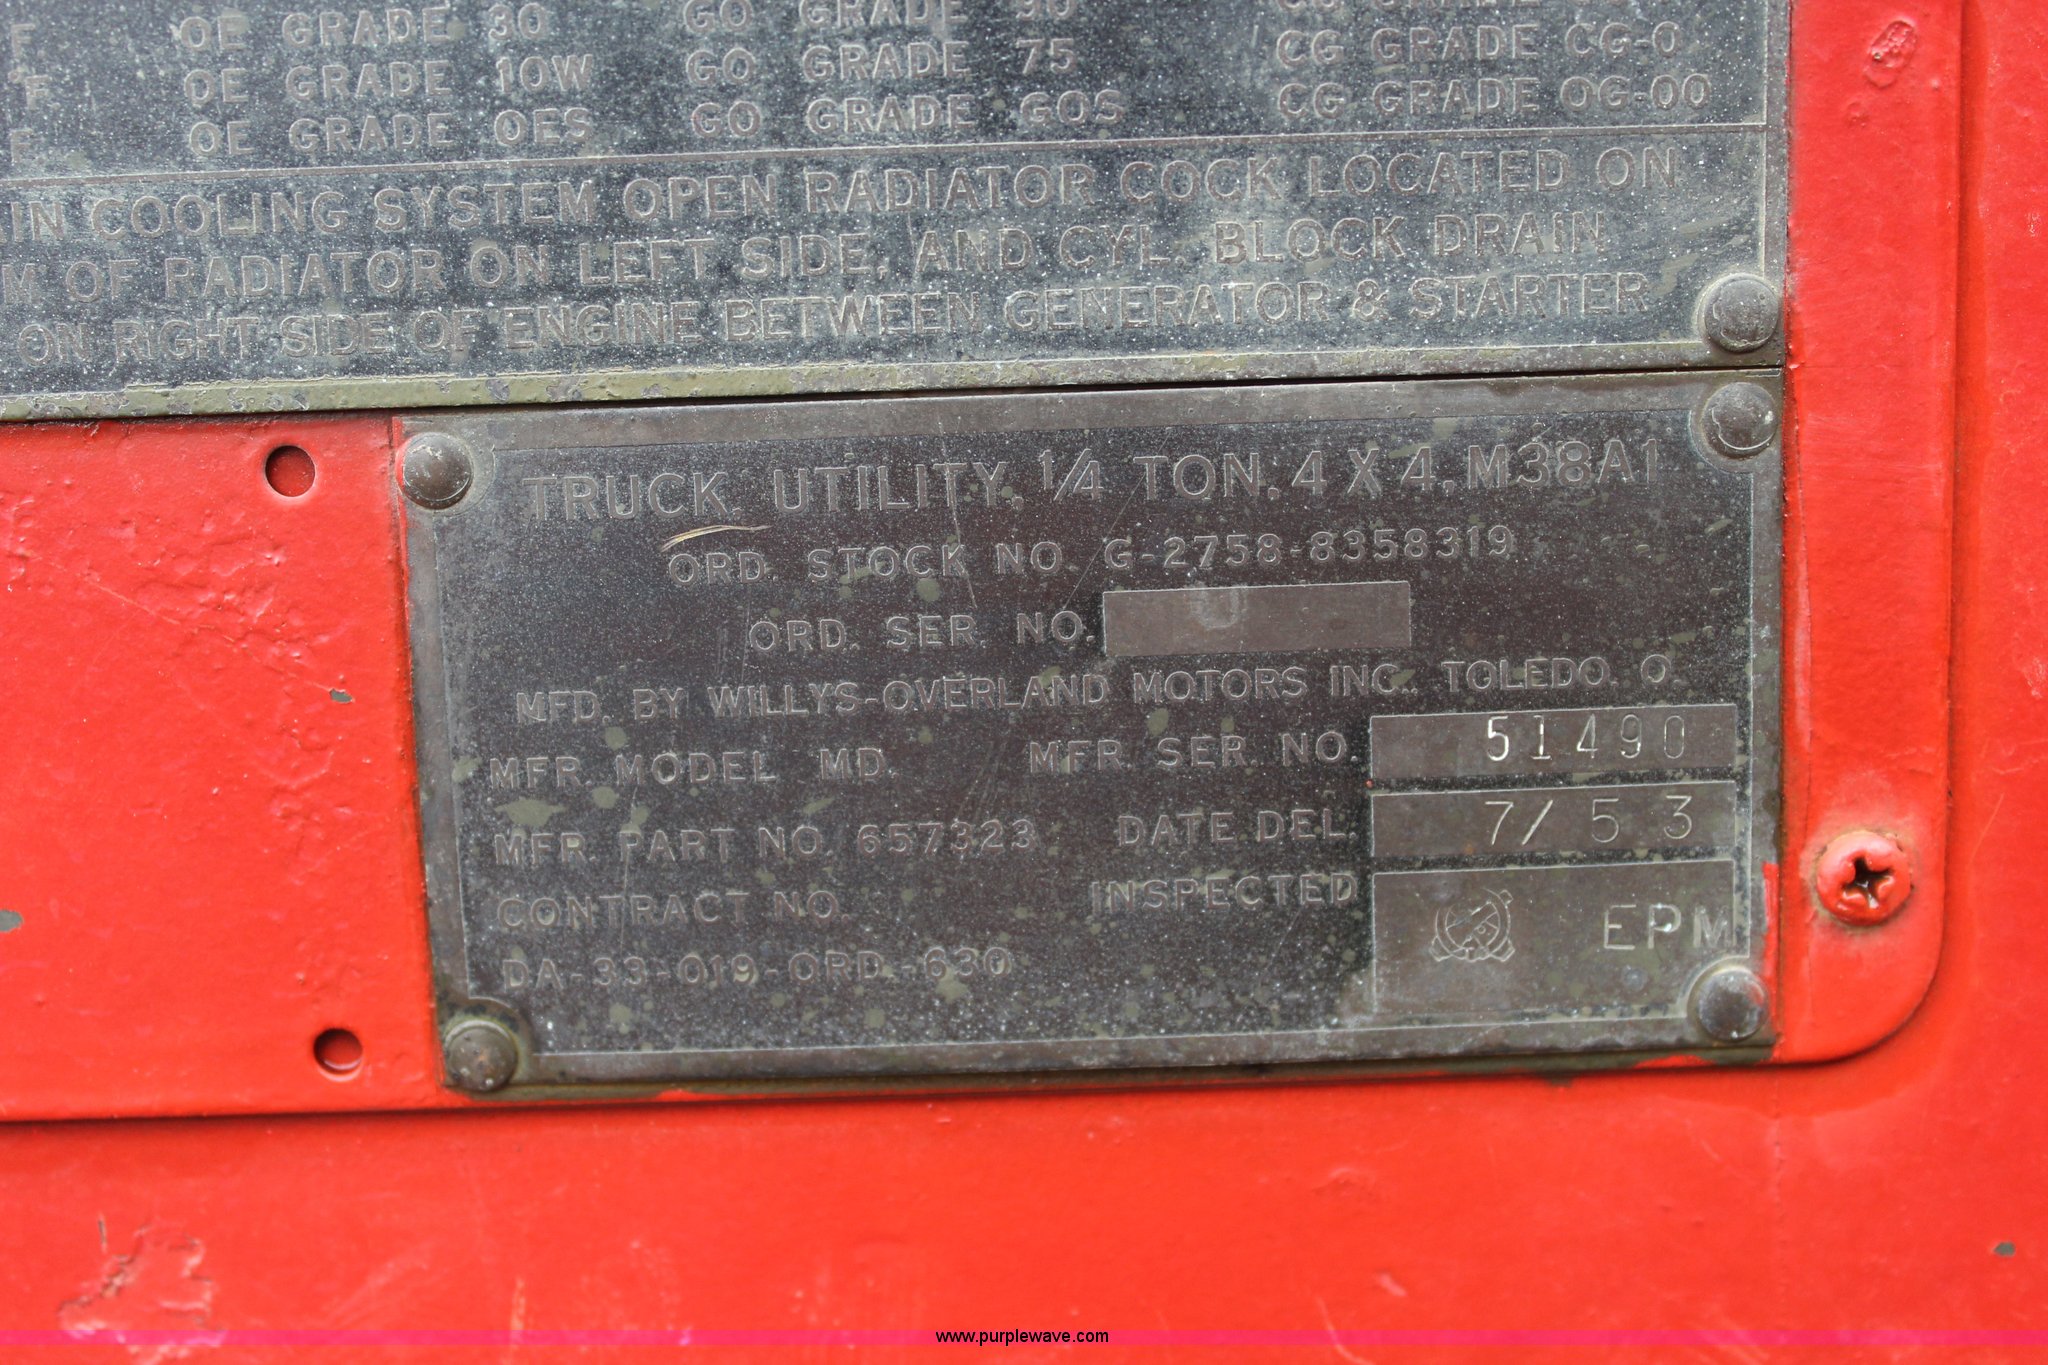 F OE GRADE 30 GO GRADE 90 CG GRADE
F OE GRADE 10W GO GRADE 75 CG GRADE CG-0
F OE GRADE OES GO GRADE GOS CG GRADE OG-00
IN COOLING SYSTEM OPEN RADIATOR COCK LOCATED ON
M OF RADIATOR ON LEFT SIDE, AND CYL. BLOCK DRAIN
ON RIGHT SIDE OF ENGINE BETWEEN GENERATOR & STARTER
TRUCK, UTILITY, 1/4 TON, 4 X 4, M38A1
ORD. STOCK NO. G-2758-8358319
ORD. SER. NO.
MFD. BY WILLYS-OVERLAND MOTORS INC., TOLEDO, O.
MFR. MODEL MD. MFR. SER. NO. 51490
MFR. PART NO. 657323 DATE DEL. 7/53
CONTRACT NO. INSPECTED EPM
DA-33-019-ORD.-630
www.purplewave.com